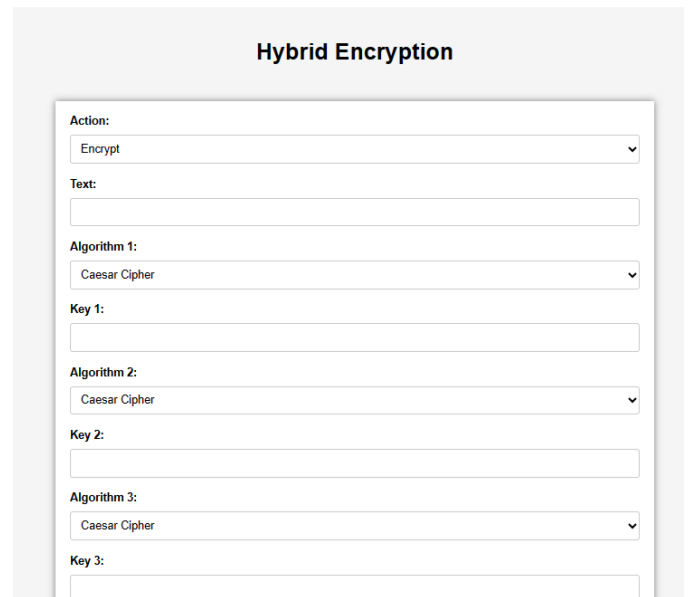 Hybrid Encryption
Action:
Encrypt
Text:
Algorithm 1:
Caesar Cipher
Key 1:
Algorithm 2:
Caesar Cipher
Key 2:
Algorithm 3:
Caesar Cipher
Key 3: